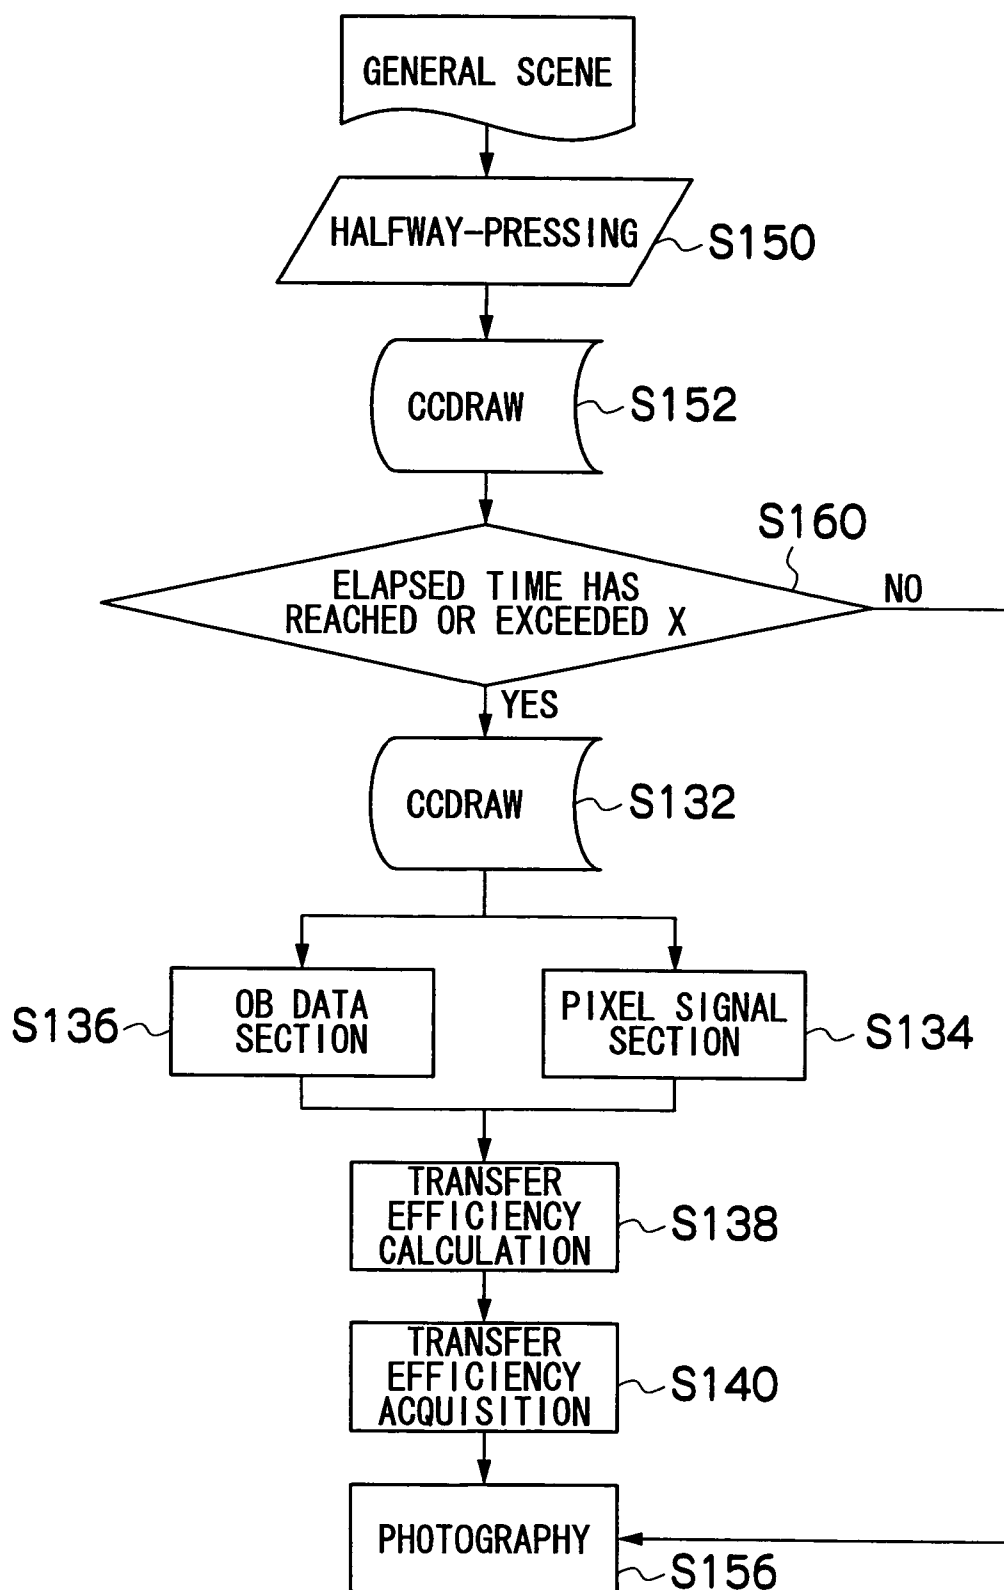 GENERAL SCENE
HALFWAY-PRESSING
S150
CCDRAW
S152
S160
ELAPSED TIME HAS
REACHED OR EXCEEDED X
NO
YES
CCDRAW
S132
S136
OB DATA
SECTION
PIXEL SIGNAL
SECTION
S134
TRANSFER
EFFICIENCY
CALCULATION
S138
TRANSFER
EFFICIENCY
ACQUISITION
S140
PHOTOGRAPHY
S156